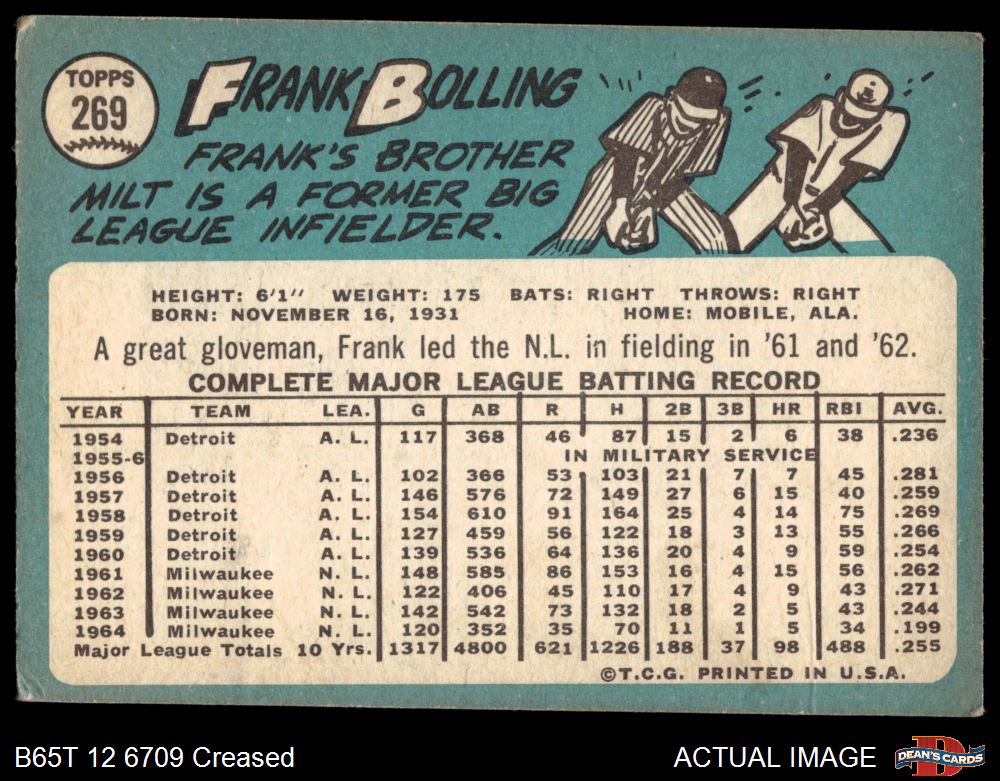 TOPPS
269
FRANK BOLLING
FRANK'S BROTHER
MILT IS A FORMER BIG
LEAGUE INFIELDER.
HEIGHT: 6'1" WEIGHT: 175 BATS: RIGHT THROWS: RIGHT
BORN: NOVEMBER 16, 1931 HOME: MOBILE, ALA.
A great gloveman, Frank led the N.L. in fielding in '61 and '62.
COMPLETE MAJOR LEAGUE BATTING RECORD
YEAR TEAM LEA. G AB R H 2B 3B HR RBI AVG.
1954 Detroit A. L. 117 368 46 87 15 2 6 38 .236
1955-6 IN MILITARY SERVICE
1956 Detroit A. L. 102 366 53 103 21 7 7 45 .281
1957 Detroit A. L. 146 576 72 149 27 6 15 40 .259
1958 Detroit A. L. 154 610 91 164 25 4 14 75 .269
1959 Detroit A. L. 127 459 56 122 18 3 13 55 .266
1960 Detroit A. L. 139 536 64 136 20 4 9 59 .254
1961 Milwaukee N. L. 148 585 86 153 16 4 15 56 .262
1962 Milwaukee N. L. 122 406 45 110 17 4 9 43 .271
1963 Milwaukee N. L. 142 542 73 132 18 2 5 43 .244
1964 Milwaukee N. L. 120 352 35 70 11 1 5 34 .199
Major League Totals 10 Yrs. 1317 4800 621 1226 188 37 98 488 .255
©T.C.G. PRINTED IN U.S.A.
B65T 12 6709 Creased
ACTUAL IMAGE
DEAN'S CARDS